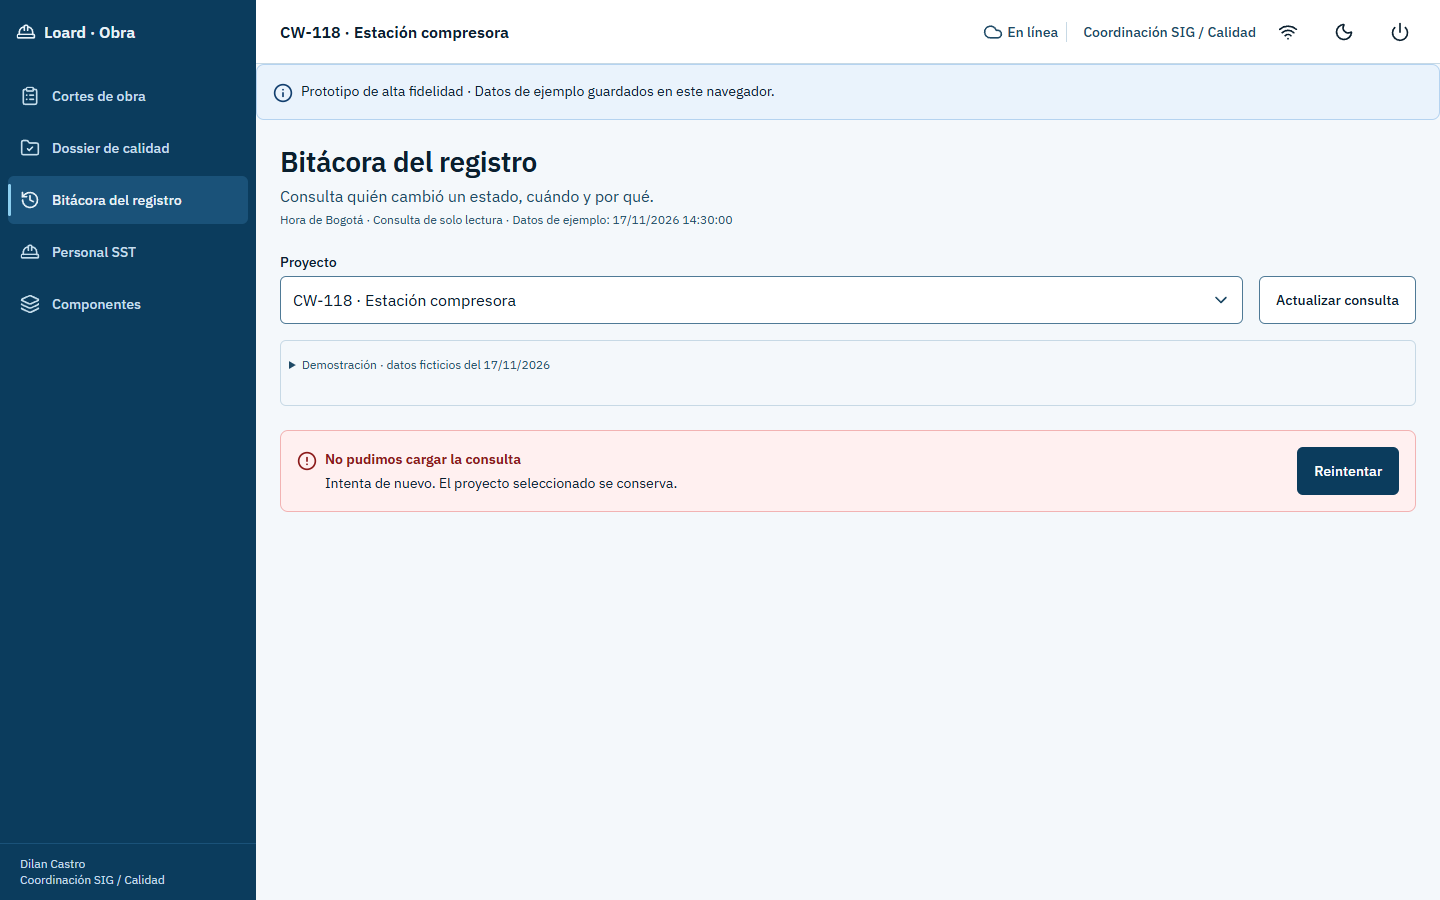 Loard · Obra
Cortes de obra
Dossier de calidad
Bitácora del registro
Personal SST
Componentes
Dilan Castro
Coordinación SIG / Calidad
CW-118 · Estación compresora
En línea
Coordinación SIG / Calidad
Prototipo de alta fidelidad · Datos de ejemplo guardados en este navegador.
Bitácora del registro
Consulta quién cambió un estado, cuándo y por qué.
Hora de Bogotá · Consulta de solo lectura · Datos de ejemplo: 17/11/2026 14:30:00
Proyecto
CW-118 · Estación compresora
Actualizar consulta
Demostración · datos ficticios del 17/11/2026
No pudimos cargar la consulta
Intenta de nuevo. El proyecto seleccionado se conserva.
Reintentar